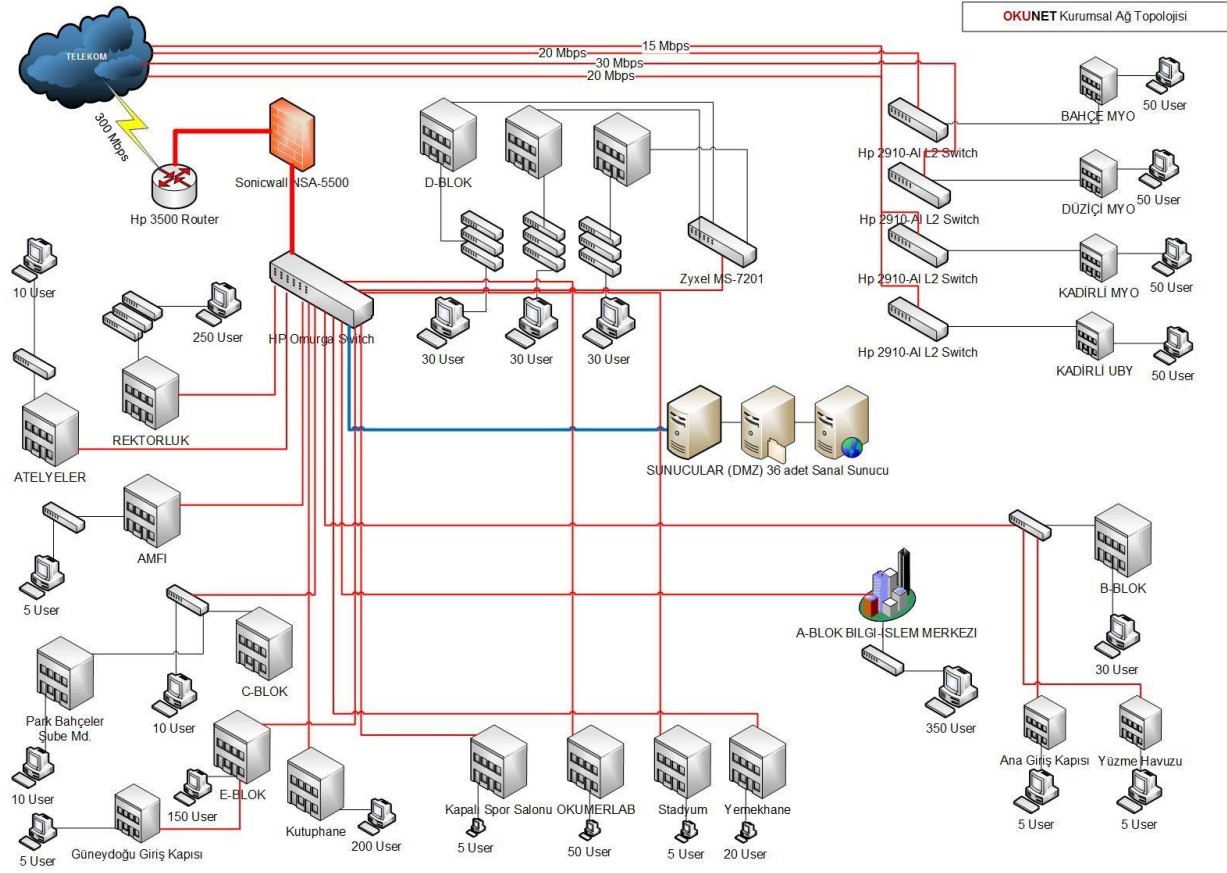 OKUNET Kurumsal Ağ Topolojisi
TELEKOM
15 Mbps
20 Mbps
30 Mbps
20 Mbps
300 Mbps
Hp 3500 Router
Sonicwall NSA-5500
D-BLOK
Zyxel MS-7201
HP Omurga Switch
30 User
30 User
30 User
Hp 2910-Al L2 Switch
BAHÇE MYO
50 User
Hp 2910-Al L2 Switch
DÜZİÇİ MYO
50 User
Hp 2910-Al L2 Switch
KADİRLİ MYO
50 User
Hp 2910-Al L2 Switch
KADİRLİ UBY
50 User
10 User
250 User
REKTORLUK
ATELYELER
SUNUCULAR (DMZ) 36 adet Sanal Sunucu
AMFI
5 User
B-BLOK
30 User
A-BLOK BILGI-ISLEM MERKEZI
350 User
C-BLOK
10 User
Park Bahçeler
Şube Md.
10 User
E-BLOK
150 User
Güneydoğu Giriş Kapısı
5 User
Kutuphane
200 User
Kapalı Spor Salonu
5 User
OKUMERLAB
50 User
Stadyum
5 User
Yemekhane
20 User
Ana Giriş Kapısı
5 User
Yüzme Havuzu
5 User